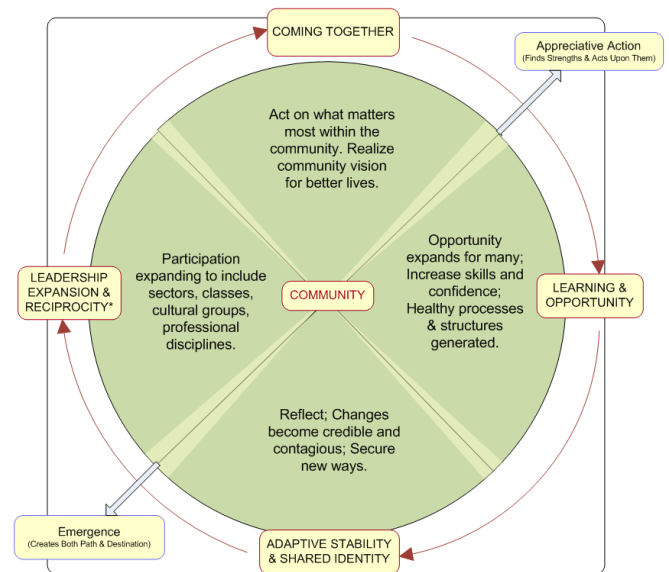 COMING TOGETHER
Appreciative Action
(Finds Strengths & Acts Upon Them)
Act on what matters
most within the
community. Realize
community vision
for better lives.
LEADERSHIP
EXPANSION &
RECIPROCITY*
Participation
expanding to include
sectors, classes,
cultural groups,
professional
disciplines.
COMMUNITY
Opportunity
expands for many;
Increase skills and
confidence;
Healthy processes
& structures
generated.
LEARNING &
OPPORTUNITY
Reflect; Changes
become credible and
contagious; Secure
new ways.
Emergence
(Creates Both Path & Destination)
ADAPTIVE STABILITY
& SHARED IDENTITY